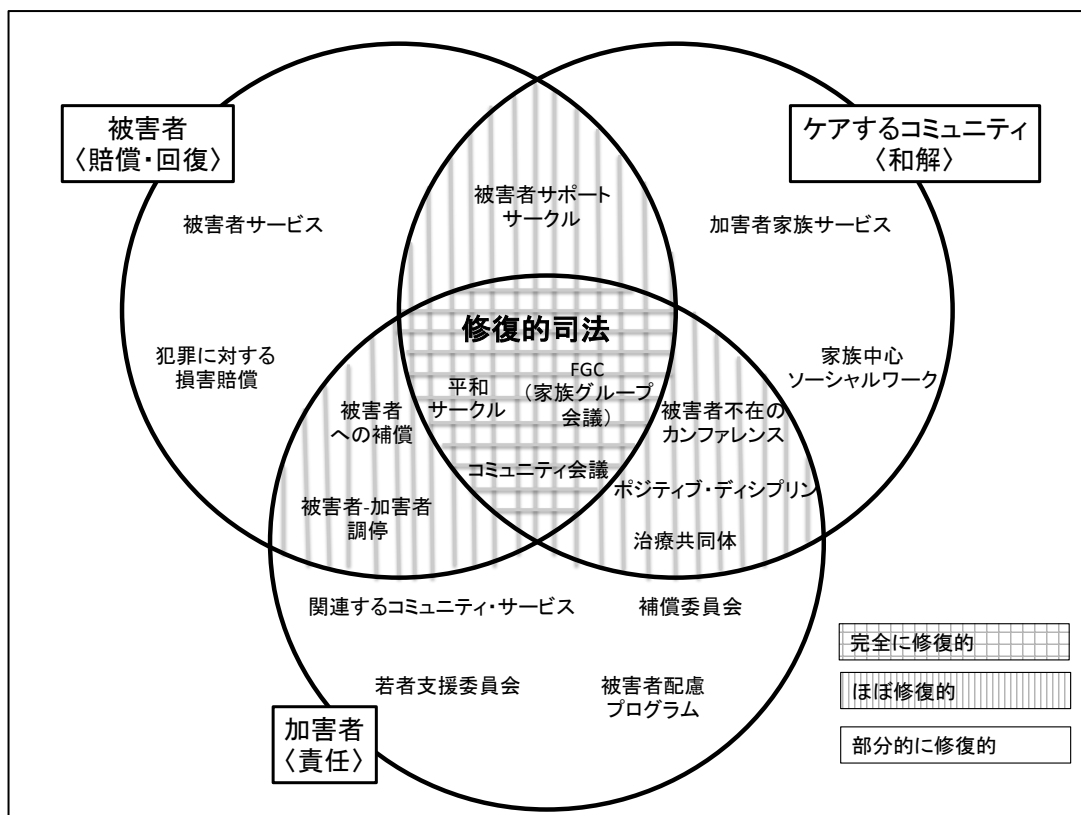 被害者
〈賠償・回復〉
ケアするコミュニティ
〈和解〉
被害者サポート
サークル
被害者サービス
加害者家族サービス
修復的司法
犯罪に対する
損害賠償
平和
サークル
FGC
(家族グループ
会議)
家族中心
ソーシャルワーク
被害者
への補償
被害者不在の
カンファレンス
コミュニティ会議
ポジティブ・ディシプリン
被害者-加害者
調停
治療共同体
関連するコミュニティ・サービス
補償委員会
若者支援委員会
被害者配慮
プログラム
加害者
〈責任〉
完全に修復的
ほぼ修復的
部分的に修復的